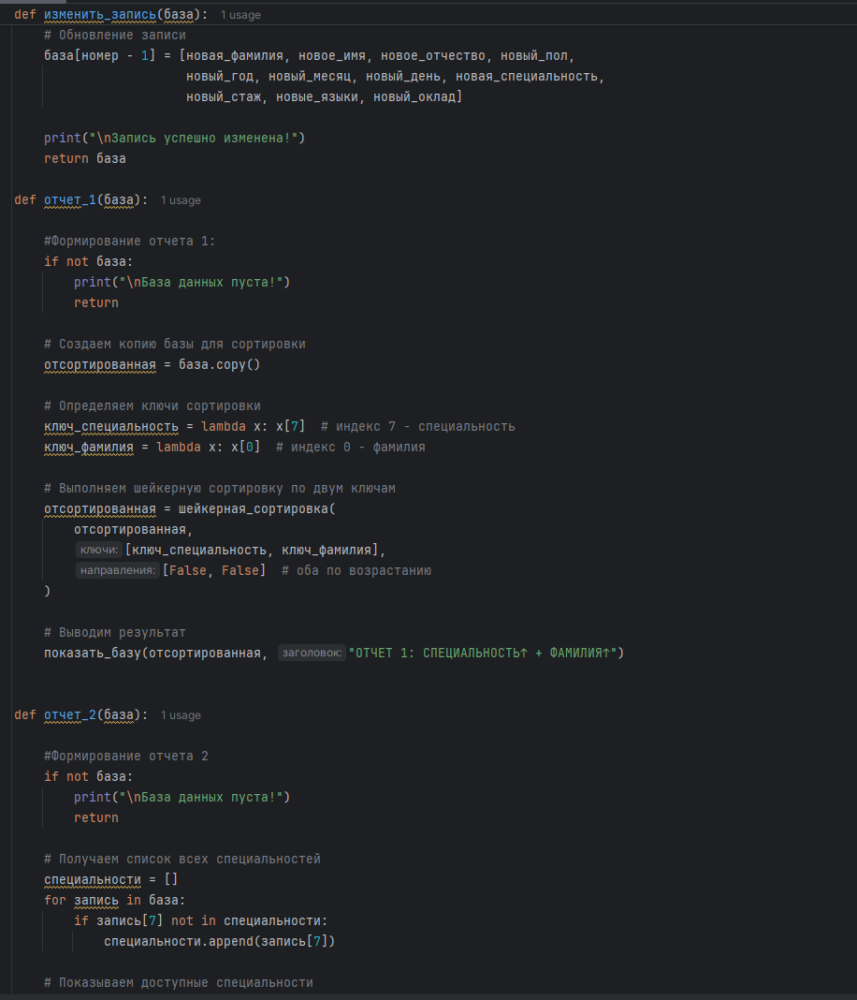 def изменить_запись(база): 1 usage
# Обновление записи
база[номер - 1] = [новая_фамилия, новое_имя, новое_отчество, новый_пол,
новый_год, новый_месяц, новый_день, новая_специальность,
новый_стаж, новые_языки, новый_оклад]
print("\nЗапись успешно изменена!")
return база
def отчет_1(база): 1 usage
#Формирование отчета 1:
if not база:
print("\nБаза данных пуста!")
return
# Создаем копию базы для сортировки
отсортированная = база.copy()
# Определяем ключи сортировки
ключ_специальность = lambda x: x[7] # индекс 7 - специальность
ключ_фамилия = lambda x: x[0] # индекс 0 - фамилия
# Выполняем шейкерную сортировку по двум ключам
отсортированная = шейкерная_сортировка(
отсортированная,
ключи: [ключ_специальность, ключ_фамилия],
направления: [False, False] # оба по возрастанию
)
# Выводим результат
показать_базу(отсортированная, заголовок: "ОТЧЕТ 1: СПЕЦИАЛЬНОСТЬ↑ + ФАМИЛИЯ↑")
def отчет_2(база): 1 usage
#Формирование отчета 2
if not база:
print("\nБаза данных пуста!")
return
# Получаем список всех специальностей
специальности = []
for запись in база:
if запись[7] not in специальности:
специальности.append(запись[7])
# Показываем доступные специальности